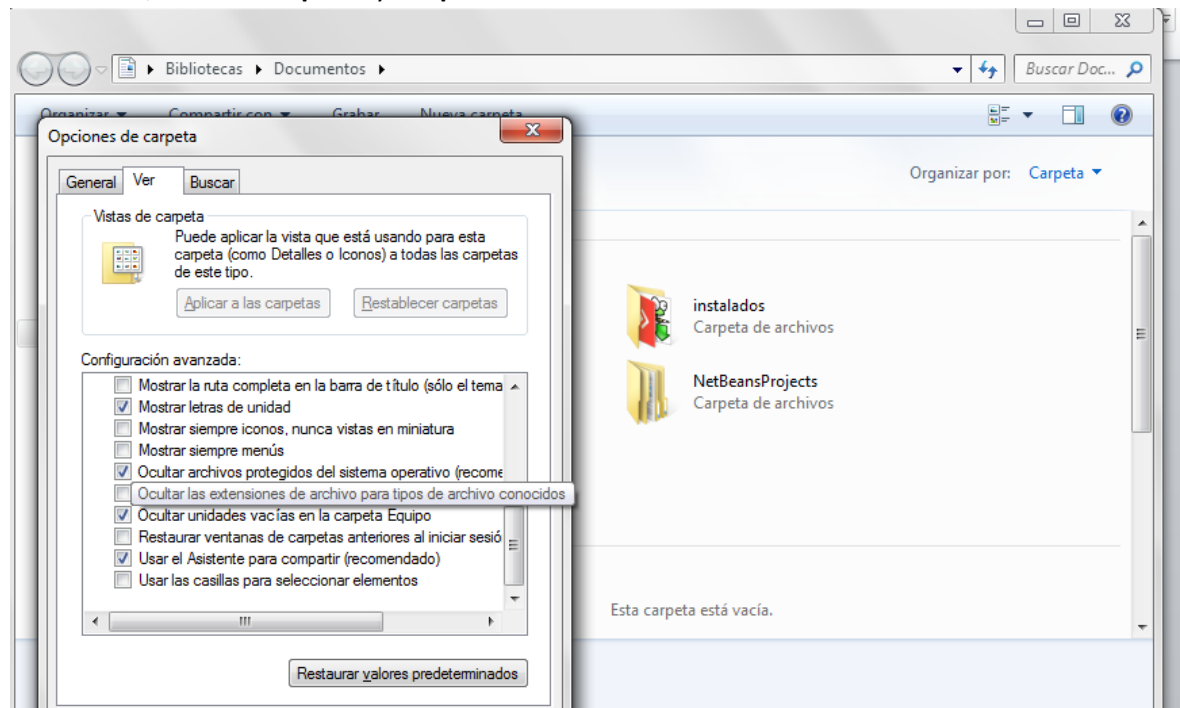 Bibliotecas ▸ Documentos ▸
Buscar Doc...
Organizar Compartir con Grabar Nueva carpeta
Opciones de carpeta
General Ver Buscar
Organizar por: Carpeta
Vistas de carpeta
Puede aplicar la vista que está usando para esta
carpeta (como Detalles o Iconos) a todas las carpetas
de este tipo.
Aplicar a las carpetas Restablecer carpetas
Configuración avanzada:
Mostrar la ruta completa en la barra de título (sólo el tema
Mostrar letras de unidad
Mostrar siempre iconos, nunca vistas en miniatura
Mostrar siempre menús
Ocultar archivos protegidos del sistema operativo (recome
Ocultar las extensiones de archivo para tipos de archivo conocidos
Ocultar unidades vacías en la carpeta Equipo
Restaurar ventanas de carpetas anteriores al iniciar sesió
Usar el Asistente para compartir (recomendado)
Usar las casillas para seleccionar elementos
Restaurar valores predeterminados
instalados
Carpeta de archivos
NetBeansProjects
Carpeta de archivos
Esta carpeta está vacía.